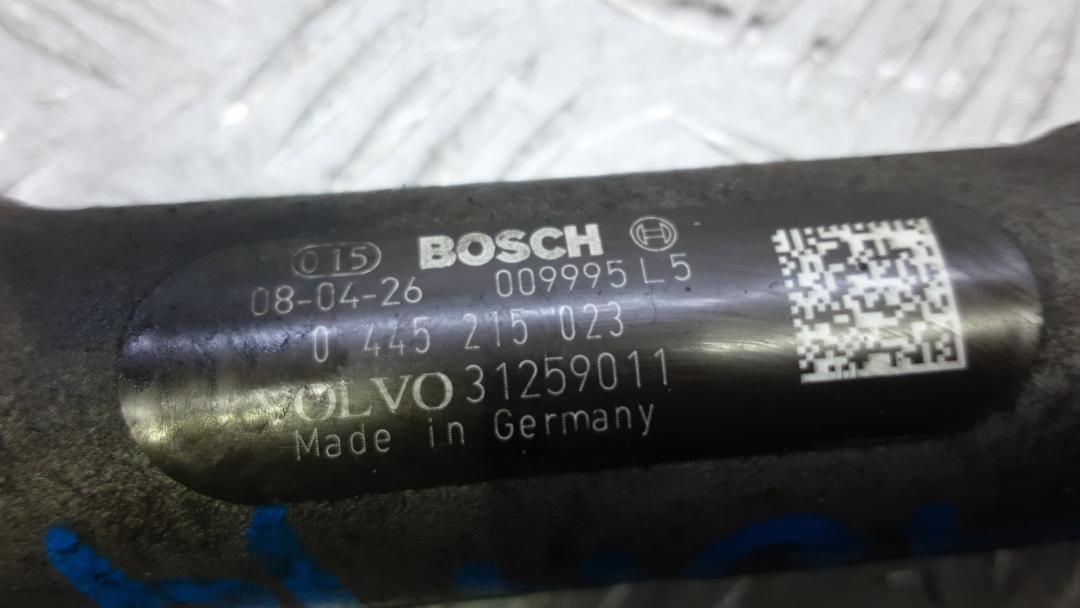 015 BOSCH
08-04-26 009995 L5
0 445 215 023
VOLVO 31259011
Made in Germany